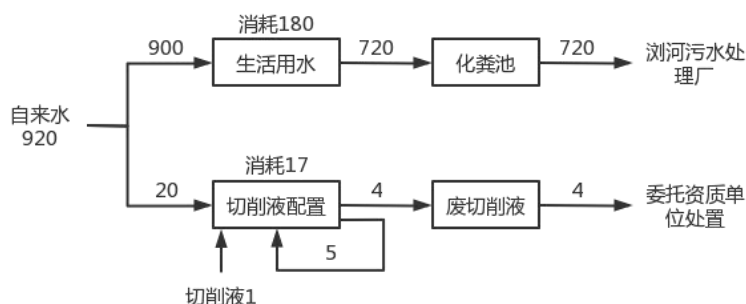 消耗180
900
生活用水
720
化粪池
720
浏河污水处
理厂
自来水
920
消耗17
20
切削液配置
4
废切削液
4
委托资质单
位处置
5
切削液1